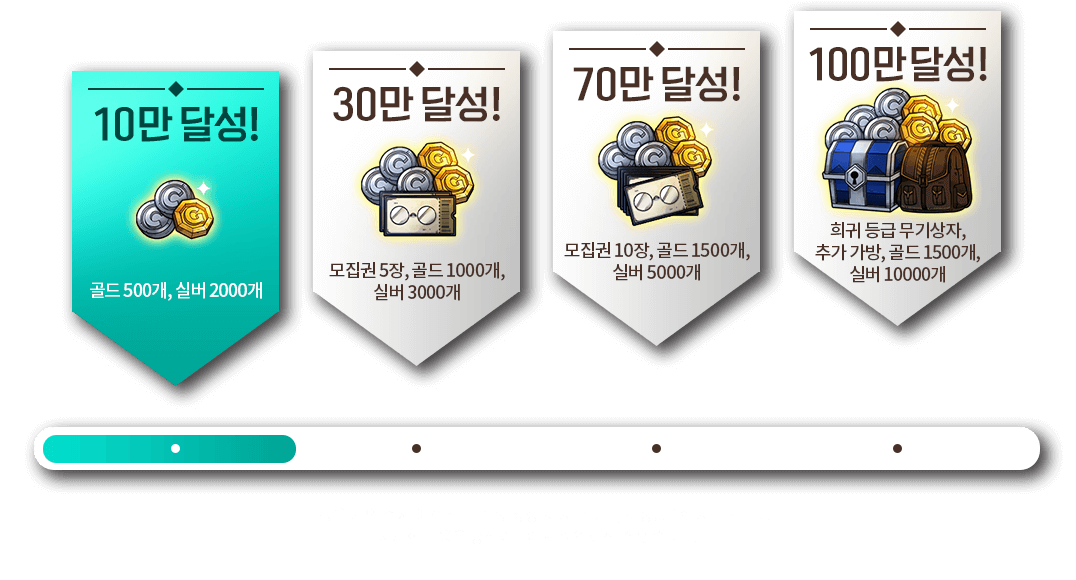 10만 달성!
골드 500개, 실버 2000개
30만 달성!
모집권 5장, 골드 1000개,
실버 3000개
70만 달성!
모집권 10장, 골드 1500개,
실버 5000개
100만 달성!
희귀 등급 무기상자,
추가 가방, 골드 1500개,
실버 10000개